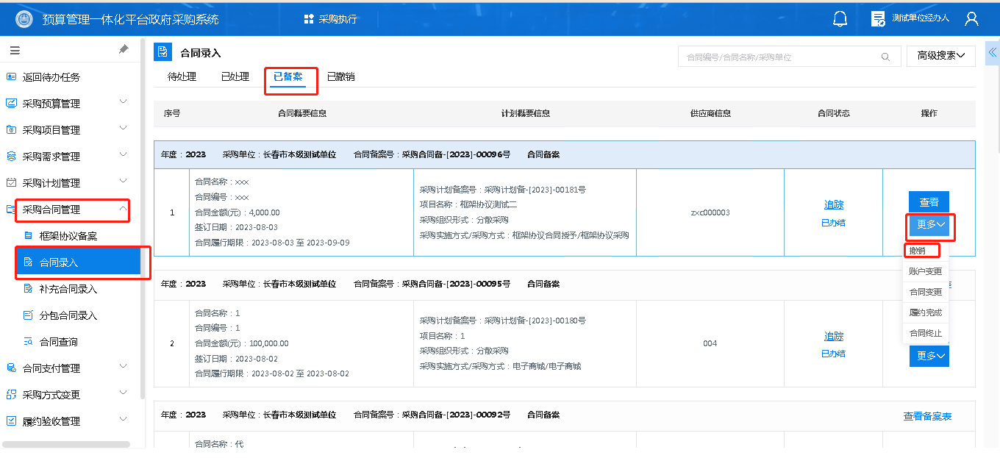 预算管理一体化平台政府采购系统
采购执行
测试单位经办人
返回待办任务
采购预算管理
采购项目管理
采购需求管理
采购计划管理
采购合同管理
框架协议备案
合同录入
补充合同录入
分包合同录入
合同查询
合同支付管理
采购方式变更
履约验收管理
合同录入
合同编号/合同名称/采购单位
高级搜索
待处理 已处理 已备案 已撤销
序号 合同概要信息 计划概要信息 供应商信息 合同状态 操作
年度：2023 采购单位：长春市本级测试单位 合同备案号：采购合同备-[2023]-00096号 合同备案
1
合同名称：xxx
合同编号：xxx
合同金额(元)：4,000.00
签订日期：2023-08-03
合同履行期限：2023-08-03 至 2023-09-09
采购计划备案号：采购计划备-[2023]-00181号
项目名称：框架协议测试二
采购组织形式：分散采购
采购实施方式/采购方式：框架协议合同授予/框架协议采购
zxc000003
追踪
已办结
查看
更多
撤销
账户变更
合同变更
履约完成
合同终止
年度：2023 采购单位：长春市本级测试单位 合同备案号：采购合同备-[2023]-00095号 合同备案
2
合同名称：1
合同编号：1
合同金额(元)：100,000.00
签订日期：2023-08-02
合同履行期限：2023-08-02 至 2023-08-02
采购计划备案号：采购计划备-[2023]-00180号
项目名称：1
采购组织形式：分散采购
采购实施方式/采购方式：电子商城/电子商城
004
追踪
已办结
更多
年度：2023 采购单位：长春市本级测试单位 合同备案号：采购合同备-[2023]-00092号 合同备案
查看备案表
合同名称：代